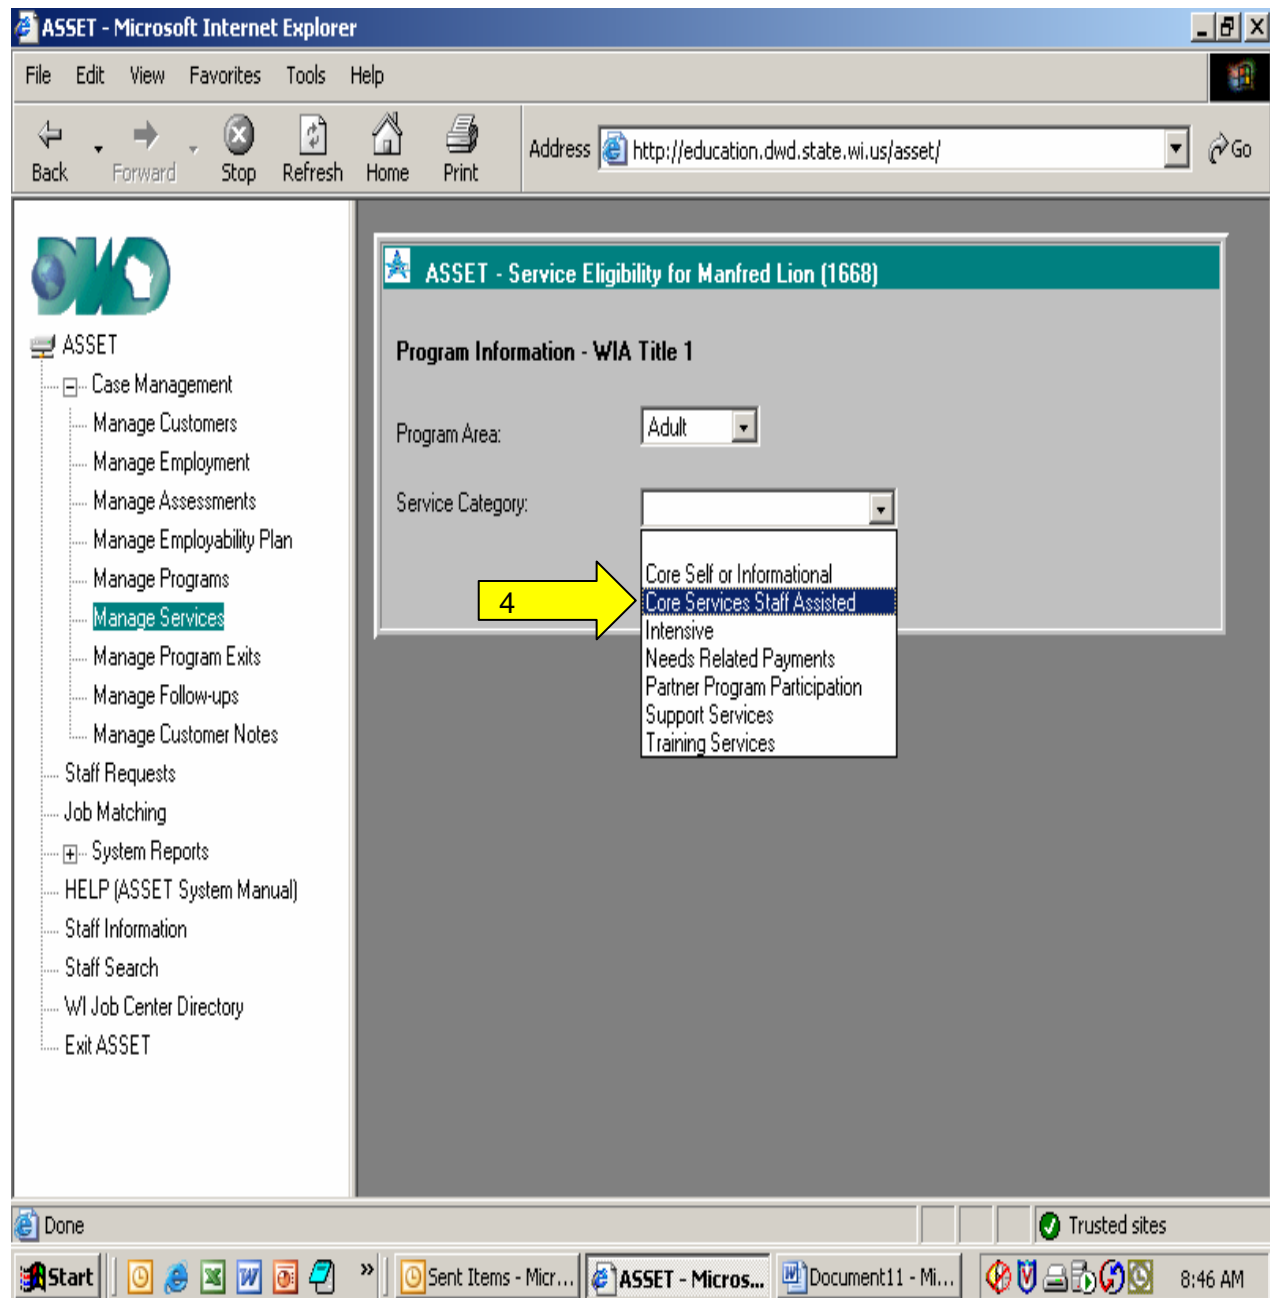 ASSET - Microsoft Internet Explorer
File Edit View Favorites Tools Help
Back Forward Stop Refresh Home Print Address http://education.dwd.state.wi.us/asset/ Go
DWD
ASSET
Case Management
Manage Customers
Manage Employment
Manage Assessments
Manage Employability Plan
Manage Programs
Manage Services
Manage Program Exits
Manage Follow-ups
Manage Customer Notes
Staff Requests
Job Matching
System Reports
HELP (ASSET System Manual)
Staff Information
Staff Search
WI Job Center Directory
Exit ASSET
ASSET - Service Eligibility for Manfred Lion (1668)
Program Information - WIA Title 1
Program Area: Adult
Service Category:
Core Self or Informational
4 Core Services Staff Assisted
Intensive
Needs Related Payments
Partner Program Participation
Support Services
Training Services
Done Trusted sites
Start » Sent Items - Micr... ASSET - Micros... Document11 - Mi... 8:46 AM